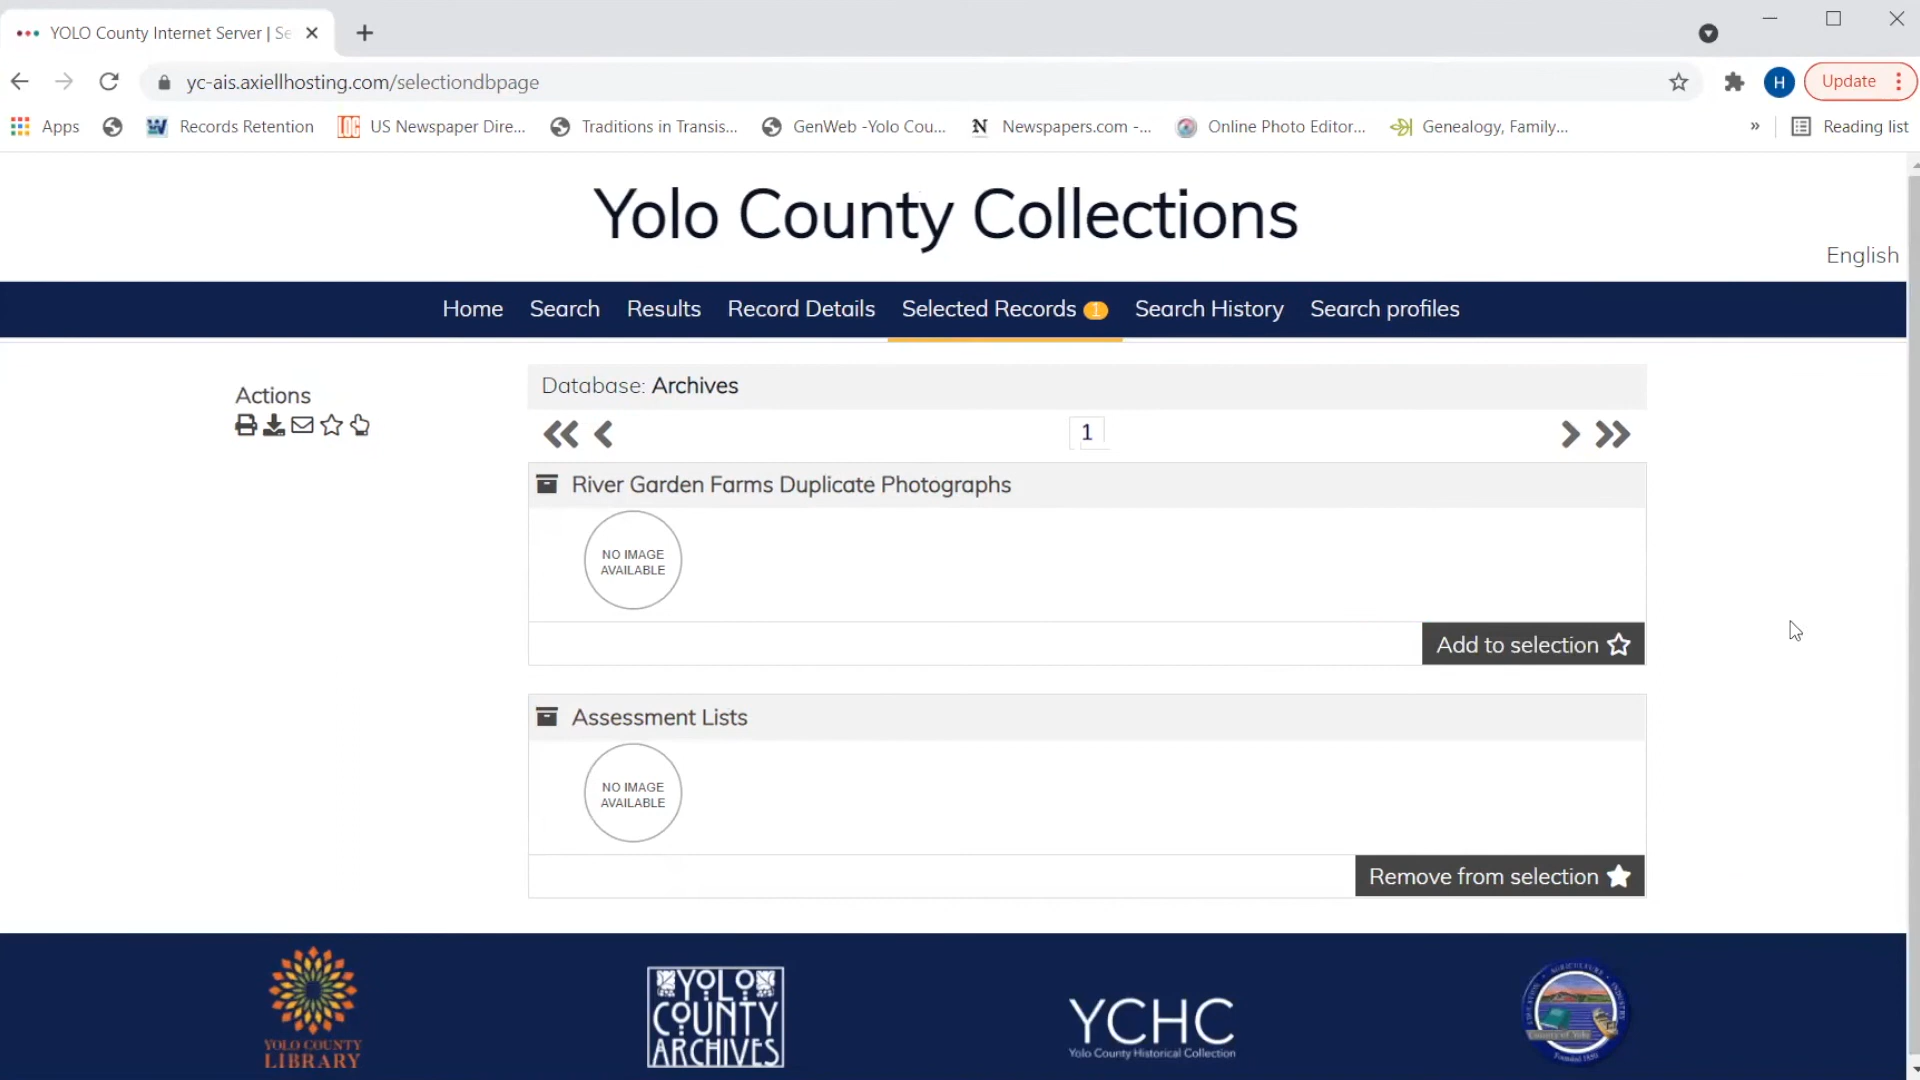 YOLO County Internet Server | Se
yc-ais.axiellhosting.com/selectiondbpage
H
Update
Apps
Records Retention
US Newspaper Dire...
Traditions in Transis...
GenWeb -Yolo Cou...
N
Newspapers.com -...
Online Photo Editor...
Genealogy, Family,...
»
Reading list
Yolo County Collections
English
Home
Search
Results
Record Details
Selected Records 1
Search History
Search profiles
Actions
Database: Archives
1
River Garden Farms Duplicate Photographs
NO IMAGE
AVAILABLE
Add to selection
Assessment Lists
NO IMAGE
AVAILABLE
Remove from selection
YOLO COUNTY
LIBRARY
YOLO
COUNTY
ARCHIVES
YCHC
Yolo County Historical Collection
AGRICULTURE
County of Yolo